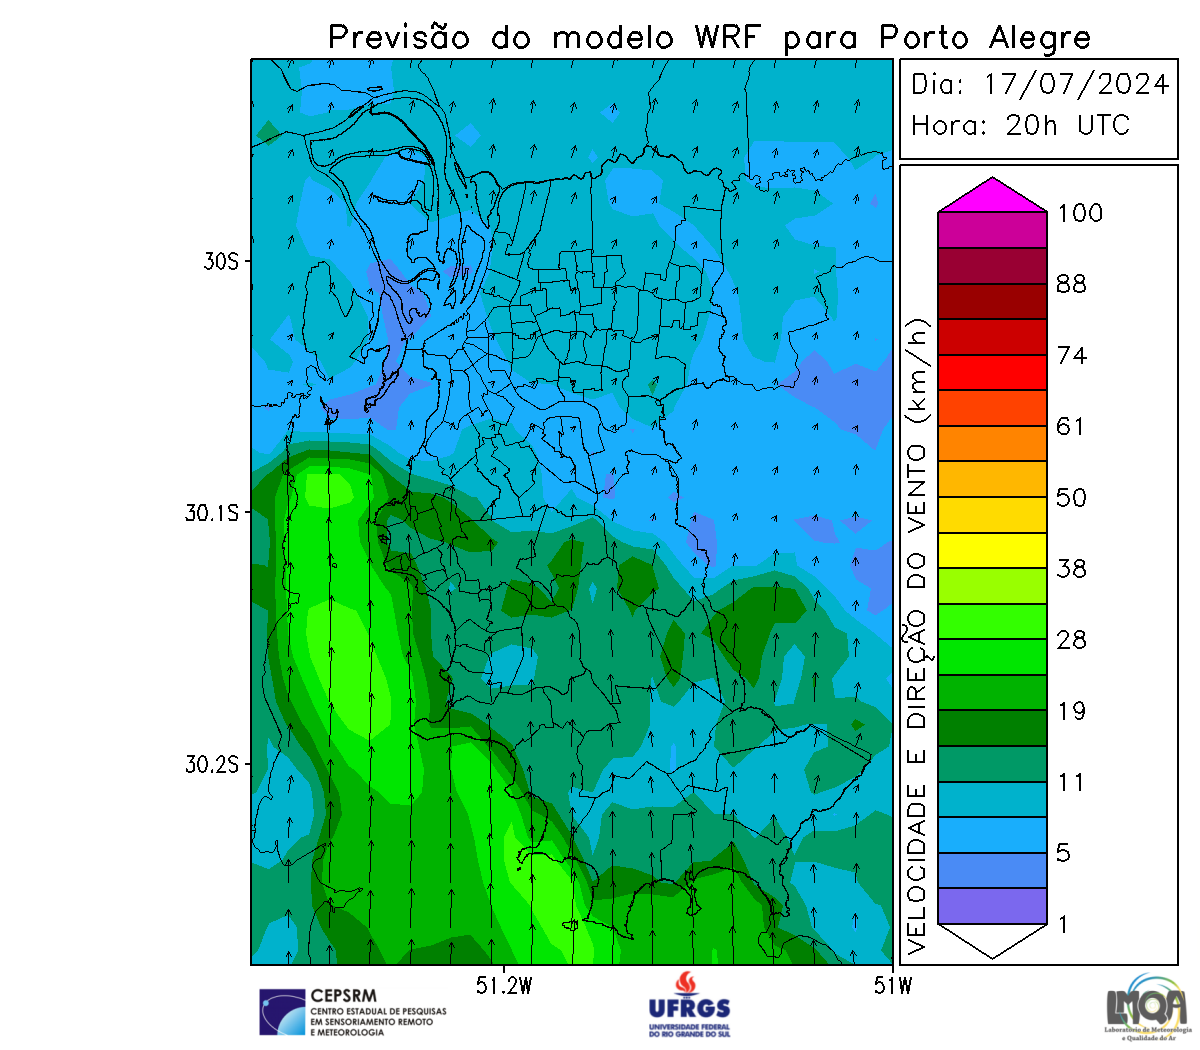 Previsão do modelo WRF para Porto Alegre
Dia: 17/07/2024
Hora: 20h UTC
100
88
74
61
50
38
28
19
11
5
1
VELOCIDADE E DIREÇÃO DO VENTO (km/h)
30S
30.1S
30.2S
51.2W
51W
CEPSRM
CENTRO ESTADUAL DE PESQUISAS
EM SENSORIAMENTO REMOTO
E METEOROLOGIA
UFRGS
UNIVERSIDADE FEDERAL
DO RIO GRANDE DO SUL
LMQA
Laboratório de Meteorologia
e Qualidade do Ar